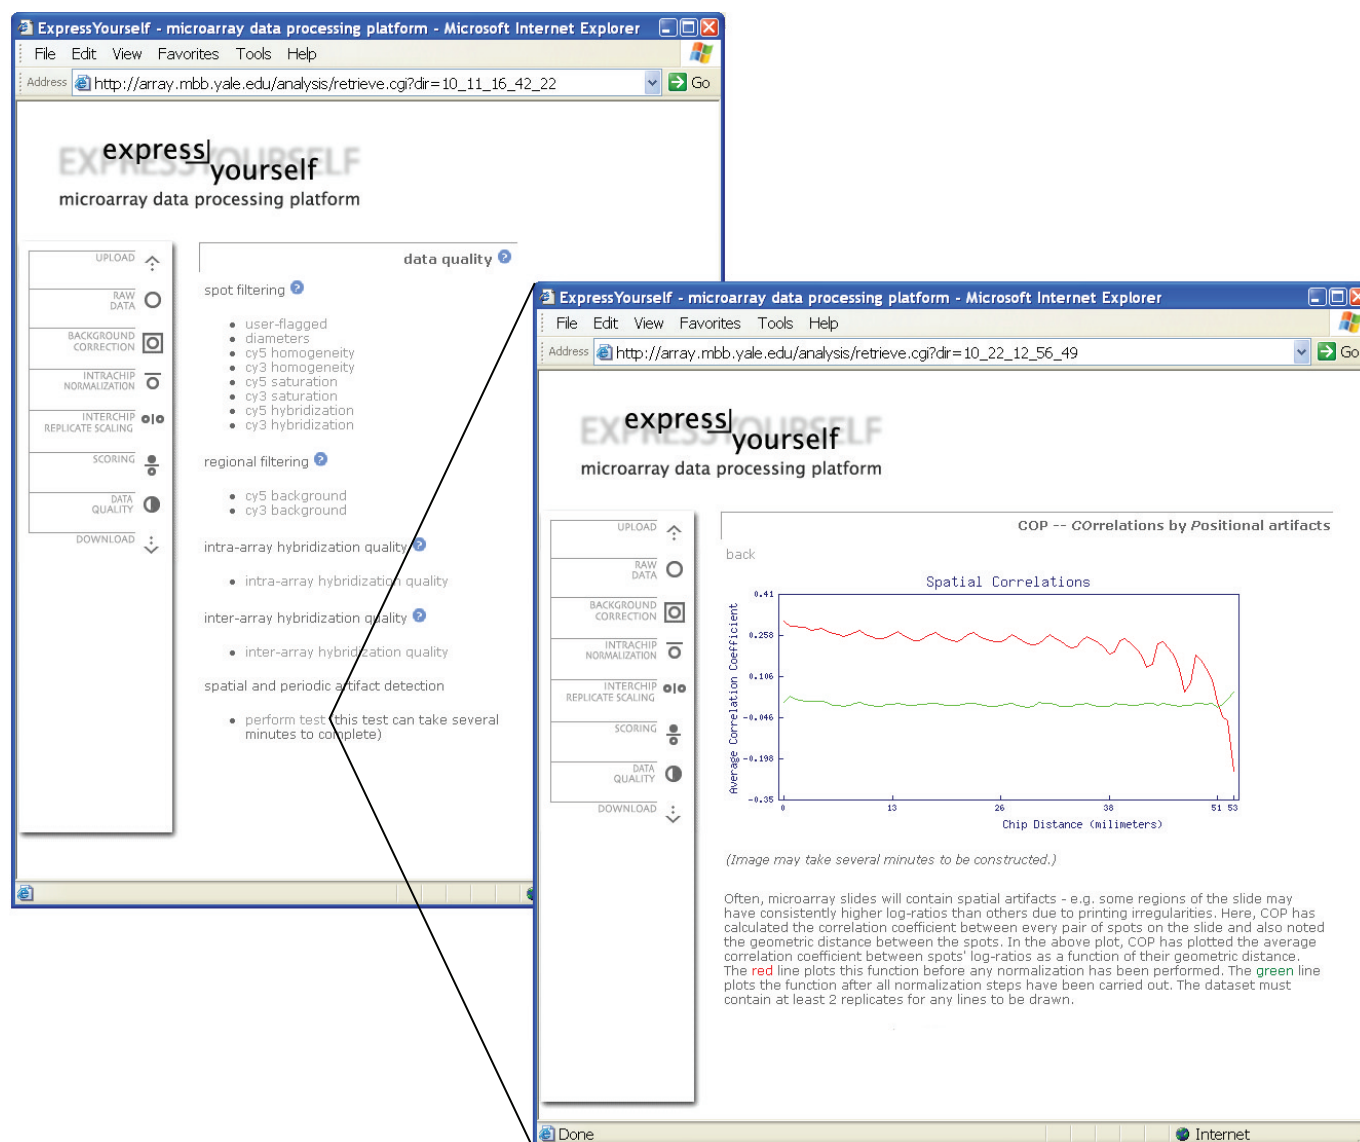 ExpressYourself - microarray data processing platform - Microsoft Internet Explorer
File Edit View Favorites Tools Help
Address http://array.mbb.yale.edu/analysis/retrieve.cgi?dir=10_11_16_42_22 Go
EXPRESSYOURSELF
express
yourself
microarray data processing platform
UPLOAD
RAW
DATA
BACKGROUND
CORRECTION
INTRACHIP
NORMALIZATION
INTERCHIP
REPLICATE SCALING
SCORING
DATA
QUALITY
DOWNLOAD
data quality ?
spot filtering ?
• user-flagged
• diameters
• cy5 homogeneity
• cy3 homogeneity
• cy5 saturation
• cy3 saturation
• cy5 hybridization
• cy3 hybridization
regional filtering ?
• cy5 background
• cy3 background
intra-array hybridization quality ?
• intra-array hybridization quality
inter-array hybridization quality ?
• inter-array hybridization quality
spatial and periodic artifact detection
• perform test (this test can take several
minutes to complete)
ExpressYourself - microarray data processing platform - Microsoft Internet Explorer
File Edit View Favorites Tools Help
Address http://array.mbb.yale.edu/analysis/retrieve.cgi?dir=10_22_12_56_49 Go
EXPRESSYOURSELF
express
yourself
microarray data processing platform
UPLOAD
RAW
DATA
BACKGROUND
CORRECTION
INTRACHIP
NORMALIZATION
INTERCHIP
REPLICATE SCALING
SCORING
DATA
QUALITY
DOWNLOAD
COP -- COrrelations by Positional artifacts
back
Spatial Correlations
Average Correlation Coefficient
0.41
0.258
0.106
-0.046
-0.198
-0.35
0 13 26 38 51 53
Chip Distance (milimeters)
(Image may take several minutes to be constructed.)
Often, microarray slides will contain spatial artifacts - e.g. some regions of the slide may
have consistently higher log-ratios than others due to printing irregularities. Here, COP has
calculated the correlation coefficient between every pair of spots on the slide and also noted
the geometric distance between the spots. In the above plot, COP has plotted the average
correlation coefficient between spots' log-ratios as a function of their geometric distance.
The red line plots this function before any normalization has been performed. The green line
plots the function after all normalization steps have been carried out. The dataset must
contain at least 2 replicates for any lines to be drawn.
Done Internet